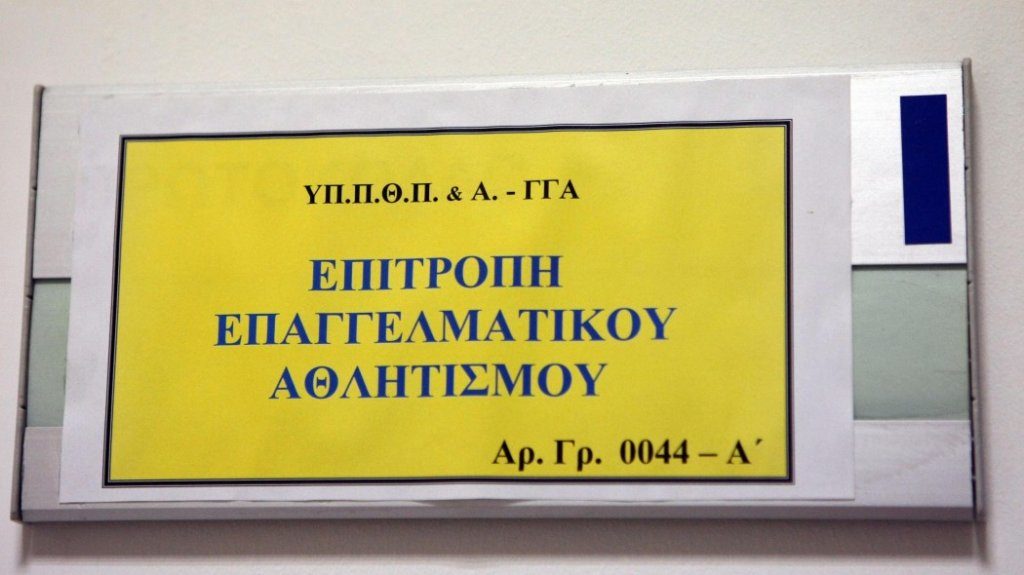 ΥΠ.Π.Θ.Π. & Α. - ΓΓΑ
ΕΠΙΤΡΟΠΗ
ΕΠΑΓΓΕΛΜΑΤΙΚΟΥ
ΑΘΛΗΤΙΣΜΟΥ
Αρ. Γρ. 0044 – Α΄